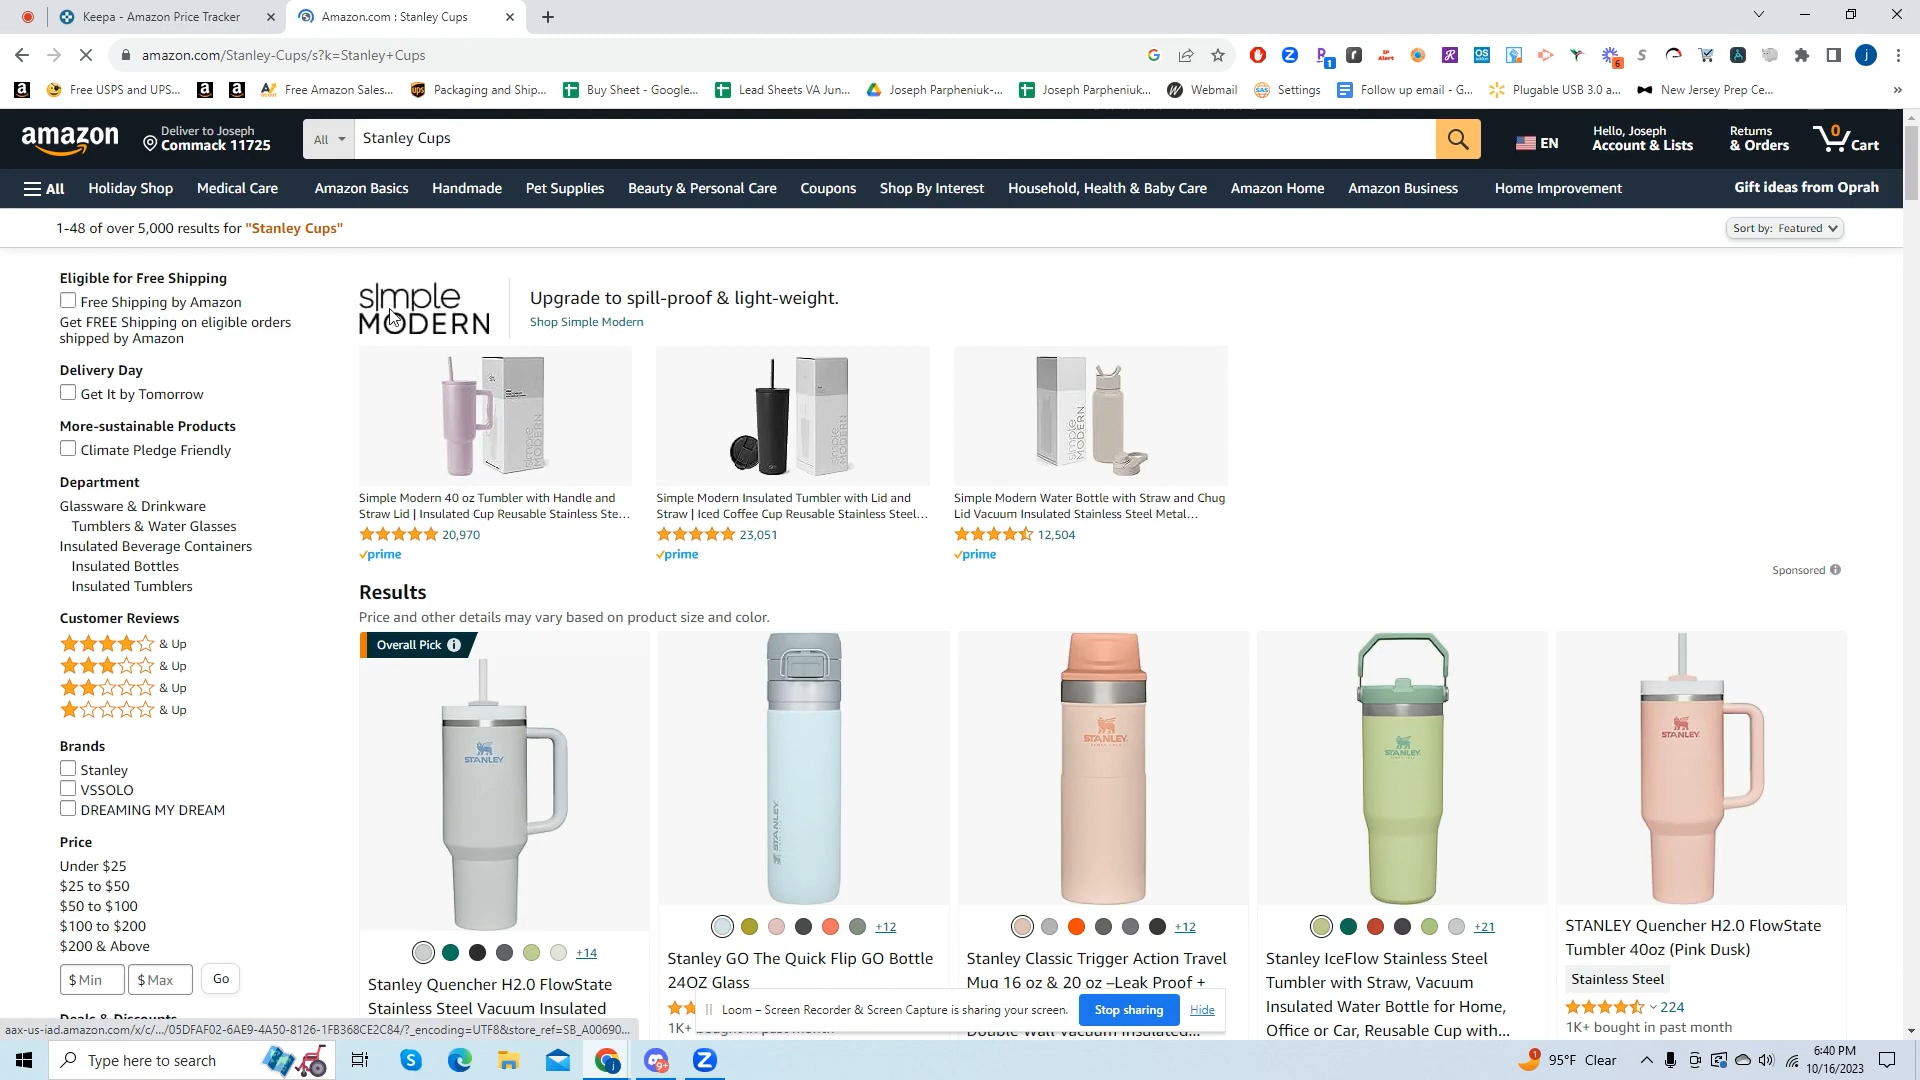 Keepa - Amazon Price Tracker
Amazon.com : Stanley Cups
amazon.com/Stanley-Cups/s?k=Stanley+Cups
Free USPS and UPS...
Free Amazon Sales...
Packaging and Ship...
Buy Sheet - Google...
Lead Sheets VA Jun...
Joseph Parpheniuk-...
Joseph Parpheniuk...
Webmail
Settings
Follow up email - G...
Plugable USB 3.0 a...
New Jersey Prep Ce...
amazon
Deliver to Joseph
Commack 11725
All
Stanley Cups
EN
Hello, Joseph
Account & Lists
Returns
& Orders
0
Cart
All
Holiday Shop
Medical Care
Amazon Basics
Handmade
Pet Supplies
Beauty & Personal Care
Coupons
Shop By Interest
Household, Health & Baby Care
Amazon Home
Amazon Business
Home Improvement
Gift ideas from Oprah
1-48 of over 5,000 results for "Stanley Cups"
Sort by: Featured
Eligible for Free Shipping
Free Shipping by Amazon
Get FREE Shipping on eligible orders
shipped by Amazon
Delivery Day
Get It by Tomorrow
More-sustainable Products
Climate Pledge Friendly
Department
Glassware & Drinkware
Tumblers & Water Glasses
Insulated Beverage Containers
Insulated Bottles
Insulated Tumblers
Customer Reviews
& Up
& Up
& Up
& Up
Brands
Stanley
VSSOLO
DREAMING MY DREAM
Price
Under $25
$25 to $50
$50 to $100
$100 to $200
$200 & Above
$ Min
$ Max
Go
Deals & Discounts
simple
MODERN
Upgrade to spill-proof & light-weight.
Shop Simple Modern
Simple Modern 40 oz Tumbler with Handle and
Straw Lid | Insulated Cup Reusable Stainless Ste...
20,970
prime
Simple Modern Insulated Tumbler with Lid and
Straw | Iced Coffee Cup Reusable Stainless Steel...
23,051
prime
Simple Modern Water Bottle with Straw and Chug
Lid Vacuum Insulated Stainless Steel Metal...
12,504
prime
Sponsored
Results
Price and other details may vary based on product size and color.
Overall Pick
STANLEY
+14
Stanley Quencher H2.0 FlowState
Stainless Steel Vacuum Insulated
STANLEY
+12
Stanley GO The Quick Flip GO Bottle
24OZ Glass
1K+ bought in past month
STANLEY
+12
Stanley Classic Trigger Action Travel
Mug 16 oz & 20 oz –Leak Proof +
Double Wall Vacuum Insulated...
STANLEY
+21
Stanley IceFlow Stainless Steel
Tumbler with Straw, Vacuum
Insulated Water Bottle for Home,
Office or Car, Reusable Cup with...
STANLEY
STANLEY Quencher H2.0 FlowState
Tumbler 40oz (Pink Dusk)
Stainless Steel
224
1K+ bought in past month
Loom – Screen Recorder & Screen Capture is sharing your screen.
Stop sharing
Hide
aax-us-iad.amazon.com/x/c/.../05DFAF02-6AE9-4A50-8126-1FB368CE2C84/?_encoding=UTF8&store_ref=SB_A00690...
Type here to search
95°F Clear
6:40 PM
10/16/2023